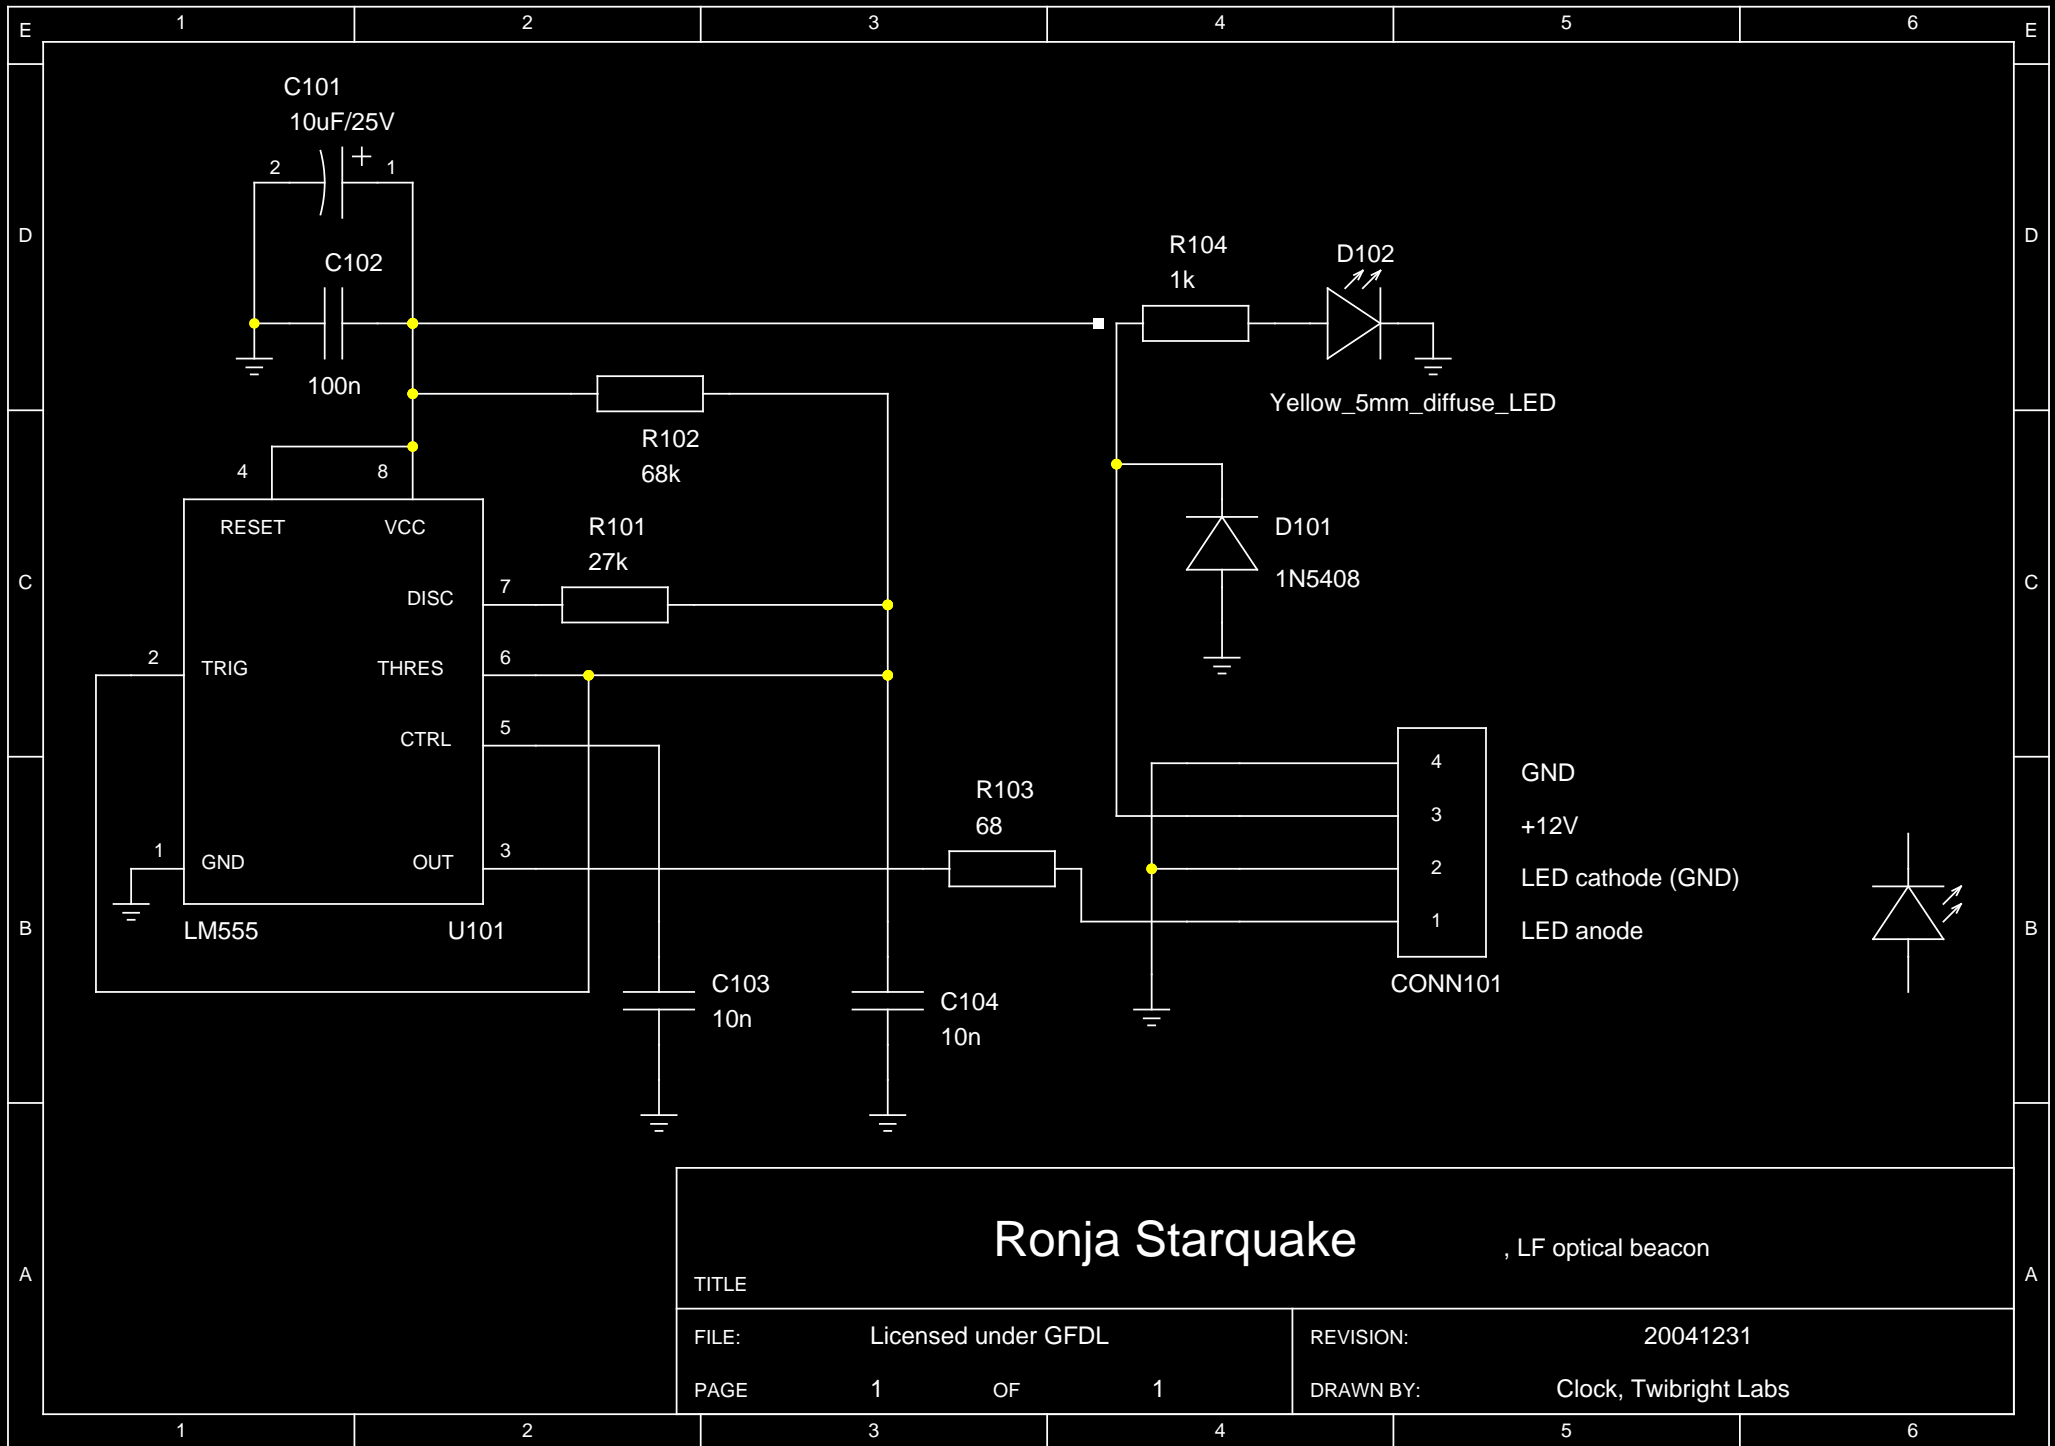 1 2 3 4 5 6
E E
C101
10uF/25V
2 1
D D
C102
100n
R104
1k
D102
Yellow_5mm_diffuse_LED
R102
68k
4 8
RESET VCC
R101
27k
D101
1N5408
C C
DISC 7
2 TRIG THRES 6
CTRL 5
1 GND OUT 3
LM555 U101
R103
68
4 GND
3 +12V
2 LED cathode (GND)
1 LED anode
CONN101
B B
C103
10n
C104
10n
Ronja Starquake , LF optical beacon
TITLE
A A
FILE: Licensed under GFDL REVISION: 20041231
PAGE 1 OF 1 DRAWN BY: Clock, Twibright Labs
1 2 3 4 5 6